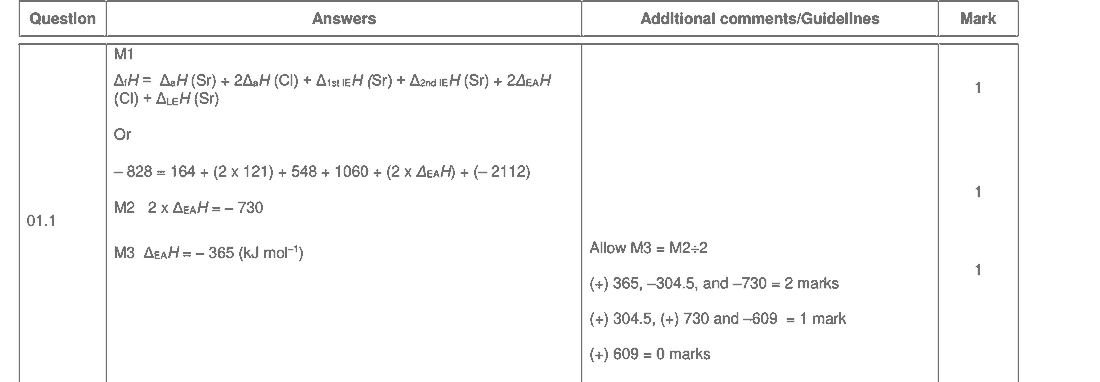 Question Answers Additional comments/Guidelines Mark
M1
ΔfH = ΔaH (Sr) + 2ΔaH (Cl) + Δ1st IEH (Sr) + Δ2nd IEH (Sr) + 2ΔEAH
(Cl) + ΔLEH (Sr)
1
Or
– 828 = 164 + (2 x 121) + 548 + 1060 + (2 x ΔEAH) + (– 2112)
1
M2 2 x ΔEAH = – 730
01.1
M3 ΔEAH = – 365 (kJ mol–1)
Allow M3 = M2÷2
1
(+) 365, –304.5, and –730 = 2 marks
(+) 304.5, (+) 730 and –609 = 1 mark
(+) 609 = 0 marks